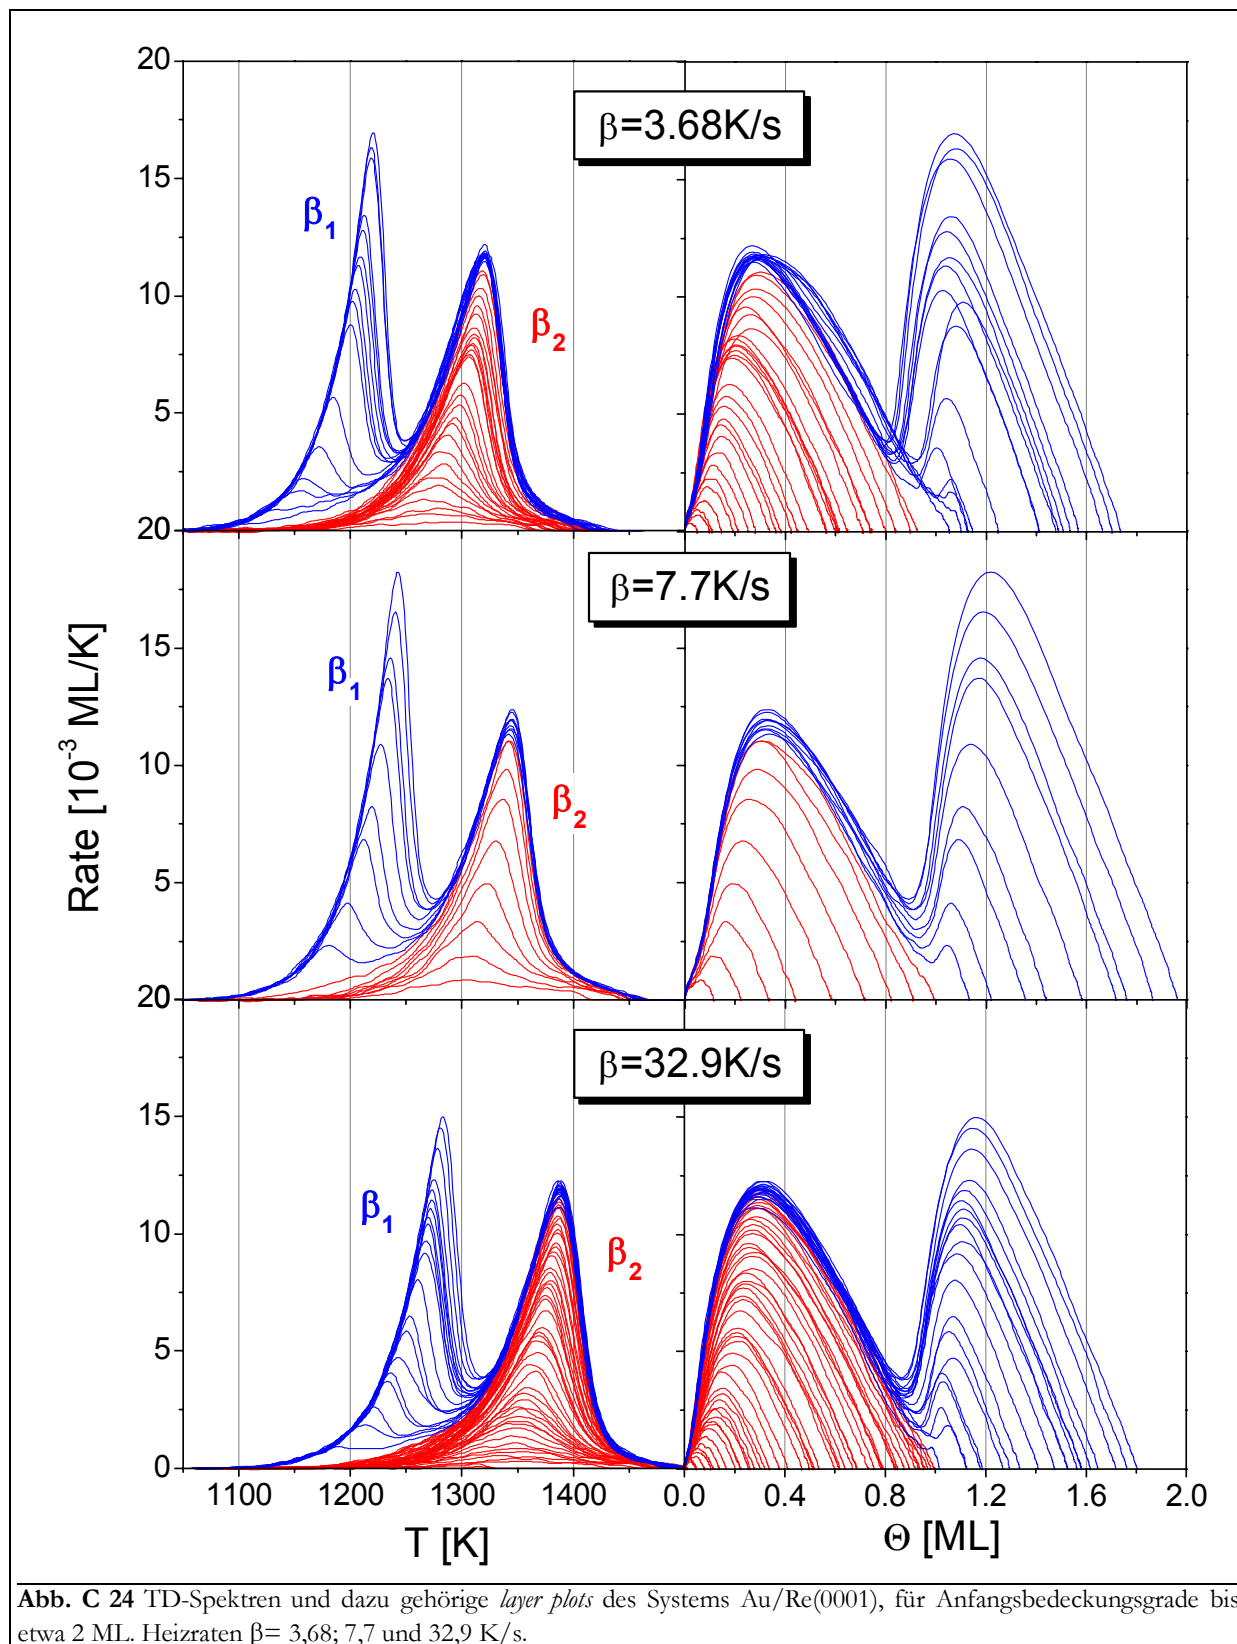 20
15
10
5
β=3.68K/s
β₁
β₂
20
15
10
5
β=7.7K/s
β₁
β₂
Rate [10⁻³ ML/K]
20
15
10
5
0
β=32.9K/s
β₁
β₂
1100 1200 1300 1400
0.0 0.4 0.8 1.2 1.6 2.0
T [K]
Θ [ML]
Abb. C 24 TD-Spektren und dazu gehörige layer plots des Systems Au/Re(0001), für Anfangsbedeckungsgrade bis
etwa 2 ML. Heizraten β= 3,68; 7,7 und 32,9 K/s.